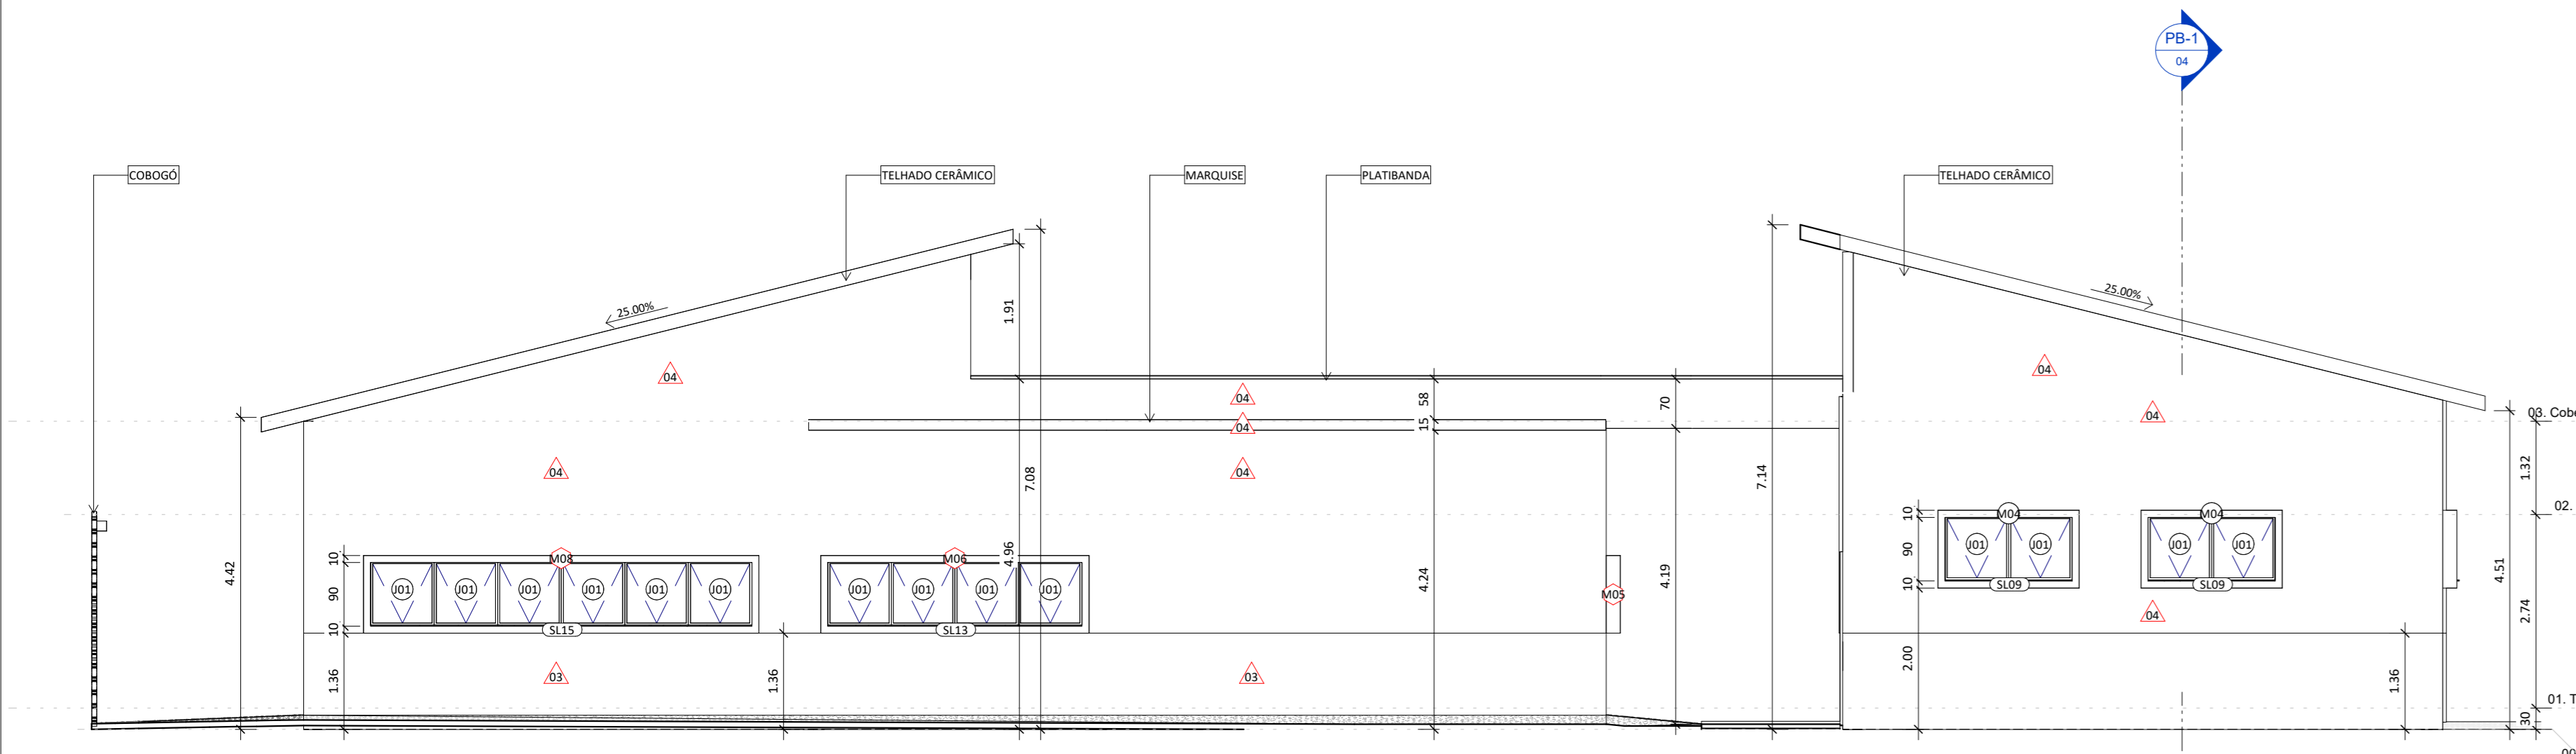 PB-1
04
COBOGÓ
TELHADO CERÂMICO
MARQUISE
PLATIBANDA
TELHADO CERÂMICO
25.00%
25.00%
1.91
04
04
04
04
04
04
58
15
70
03. Cobe
04
04
7.08
7.14
1.32
02.
4.42
10
90
10
1.36
M08
J01
J01
J01
J01
J01
J01
SL15
1.36
M06
J01
J01
J01
J01
SL13
4.96
4.24
M05
4.19
10
90
10
2.00
M04
J01
J01
SL09
M04
J01
J01
SL09
04
4.51
2.74
03
03
1.36
01. T
30